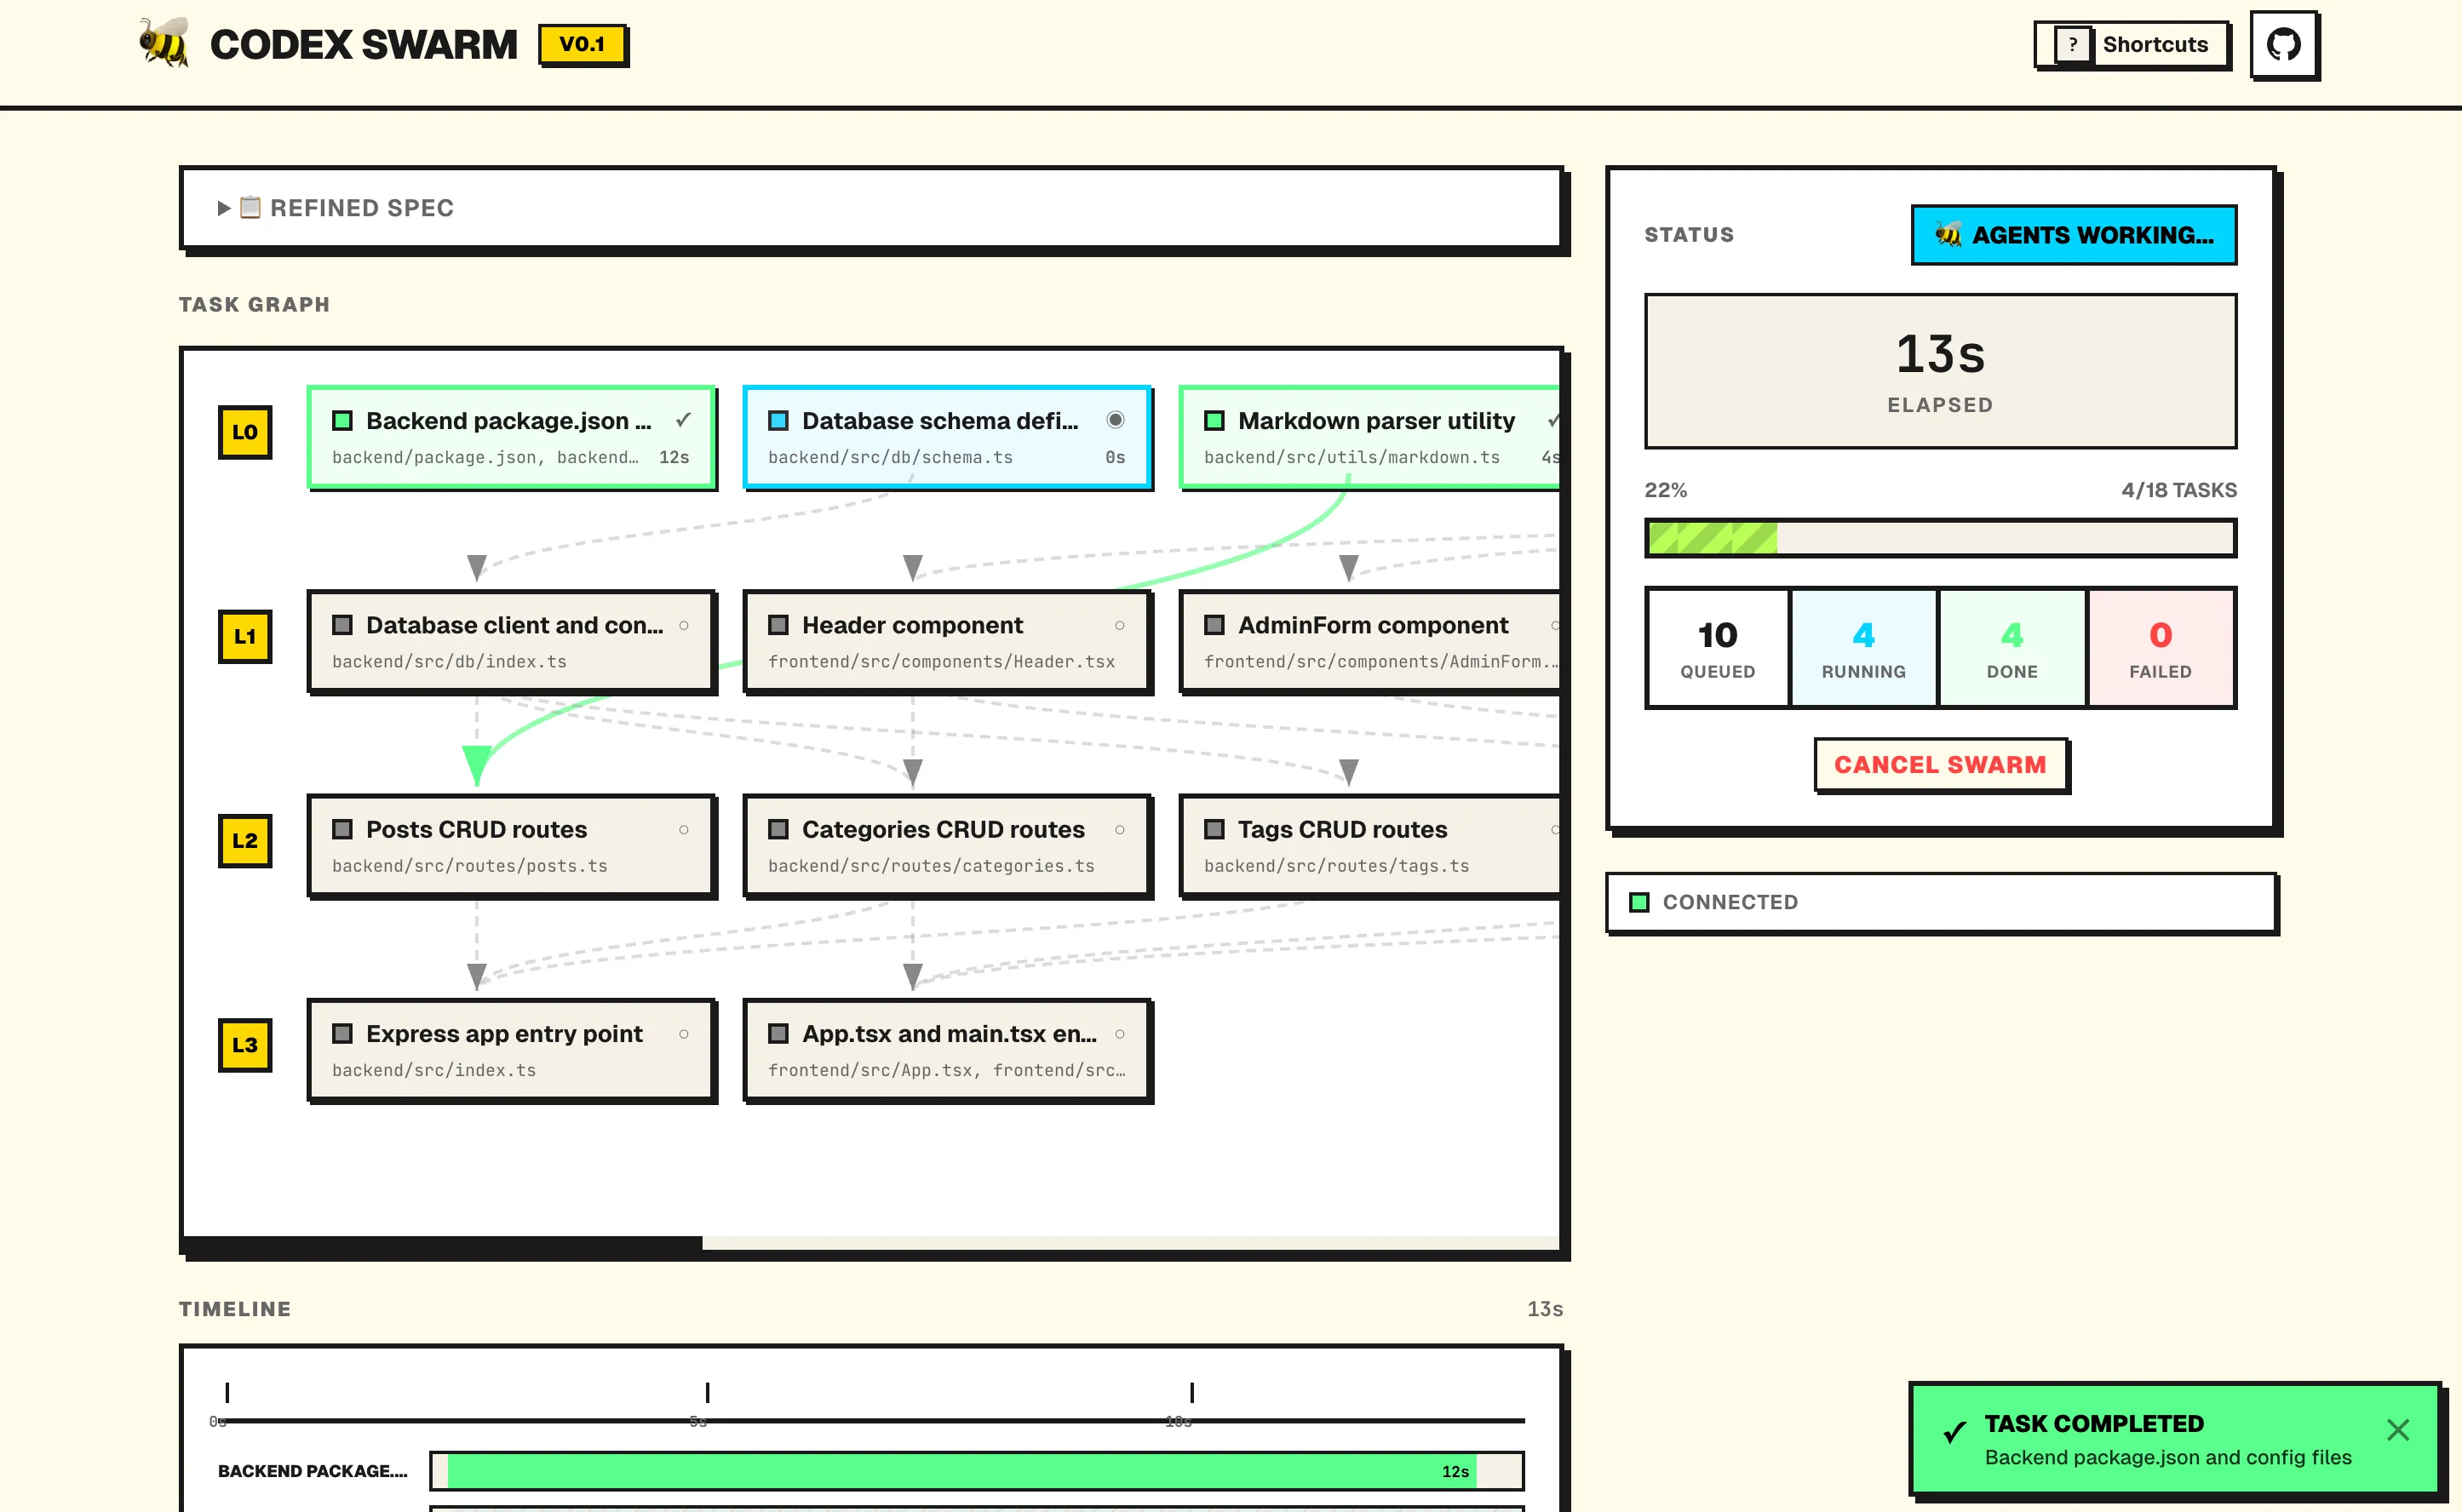 CODEX SWARM
V0.1
? Shortcuts
REFINED SPEC
TASK GRAPH
L0
Backend package.json ...
backend/package.json, backend… 12s
Database schema defi...
backend/src/db/schema.ts 0s
Markdown parser utility
backend/src/utils/markdown.ts 4s
L1
Database client and con...
backend/src/db/index.ts
Header component
frontend/src/components/Header.tsx
AdminForm component
frontend/src/components/AdminForm.…
L2
Posts CRUD routes
backend/src/routes/posts.ts
Categories CRUD routes
backend/src/routes/categories.ts
Tags CRUD routes
backend/src/routes/tags.ts
L3
Express app entry point
backend/src/index.ts
App.tsx and main.tsx en...
frontend/src/App.tsx, frontend/src…
TIMELINE 13s
0s 5s 10s
BACKEND PACKAGE.... 12s
STATUS
AGENTS WORKING...
13s
ELAPSED
22% 4/18 TASKS
10 4 4 0
QUEUED RUNNING DONE FAILED
CANCEL SWARM
CONNECTED
TASK COMPLETED
Backend package.json and config files